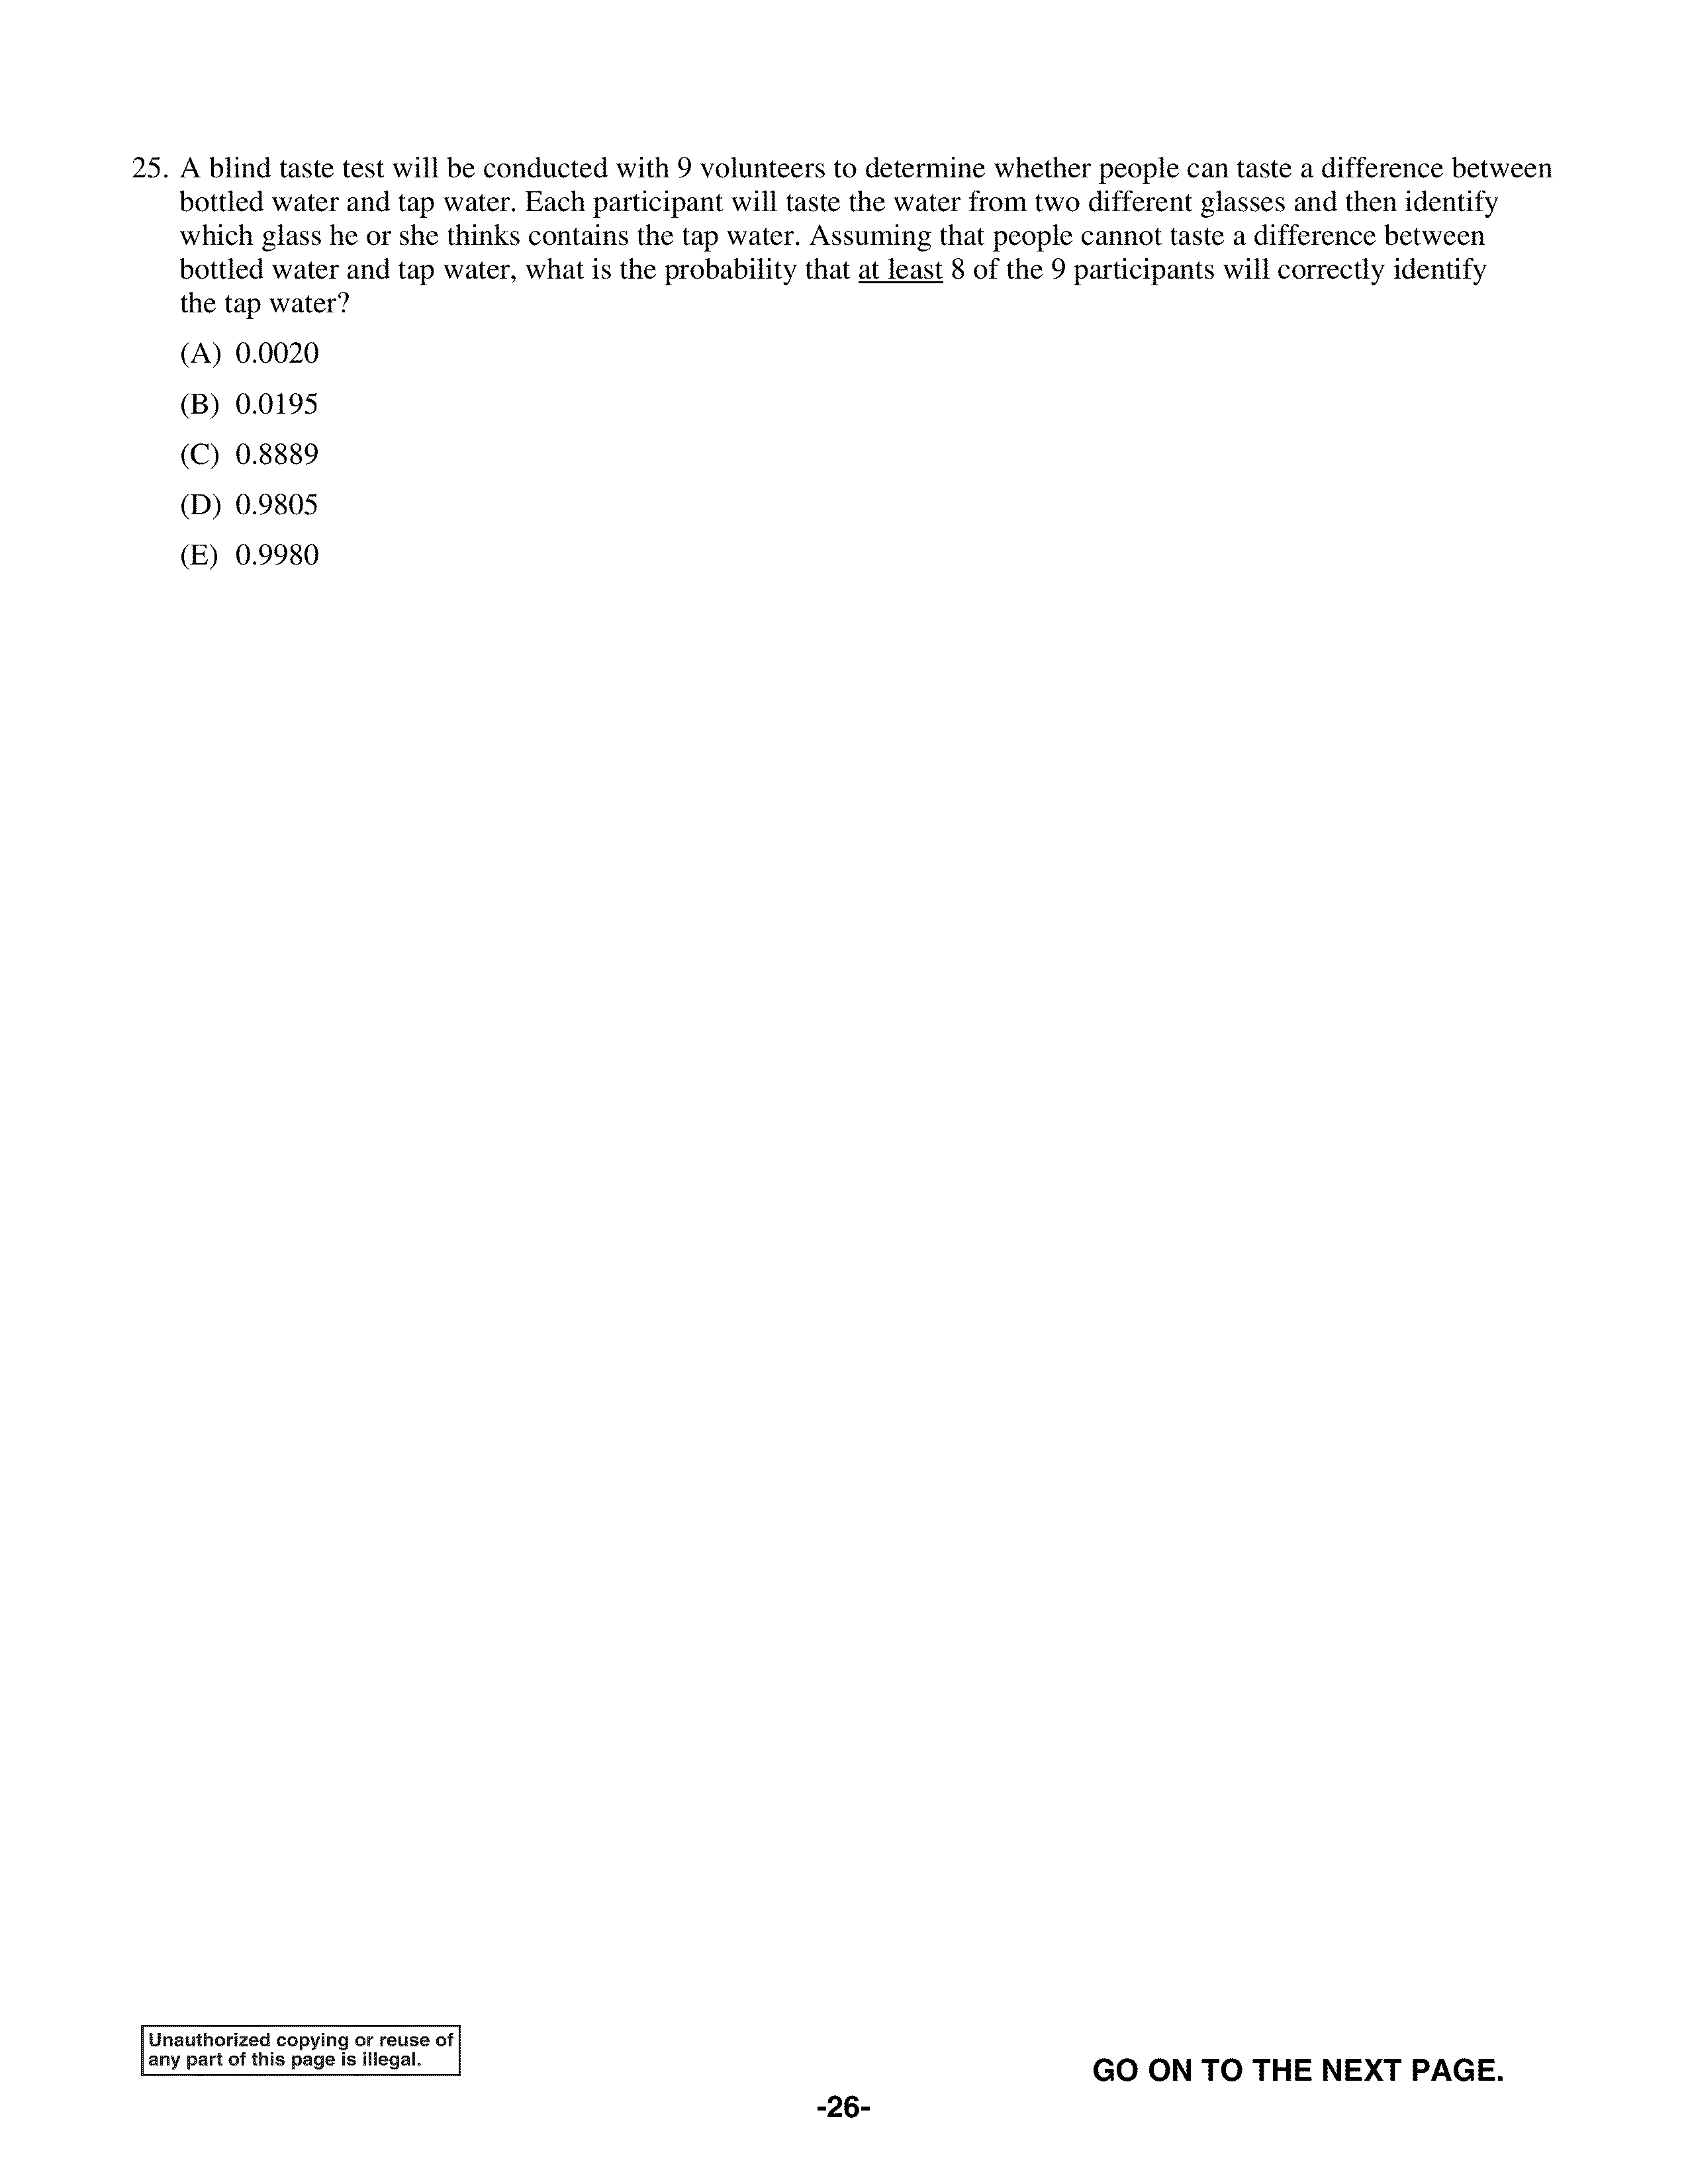 25. A blind taste test will be conducted with 9 volunteers to determine whether people can taste a difference between
bottled water and tap water. Each participant will taste the water from two different glasses and then identify
which glass he or she thinks contains the tap water. Assuming that people cannot taste a difference between
bottled water and tap water, what is the probability that at least 8 of the 9 participants will correctly identify
the tap water?
(A) 0.0020
(B) 0.0195
(C) 0.8889
(D) 0.9805
(E) 0.9980
Unauthorized copying or reuse of
any part of this page is illegal.
GO ON TO THE NEXT PAGE.
-26-